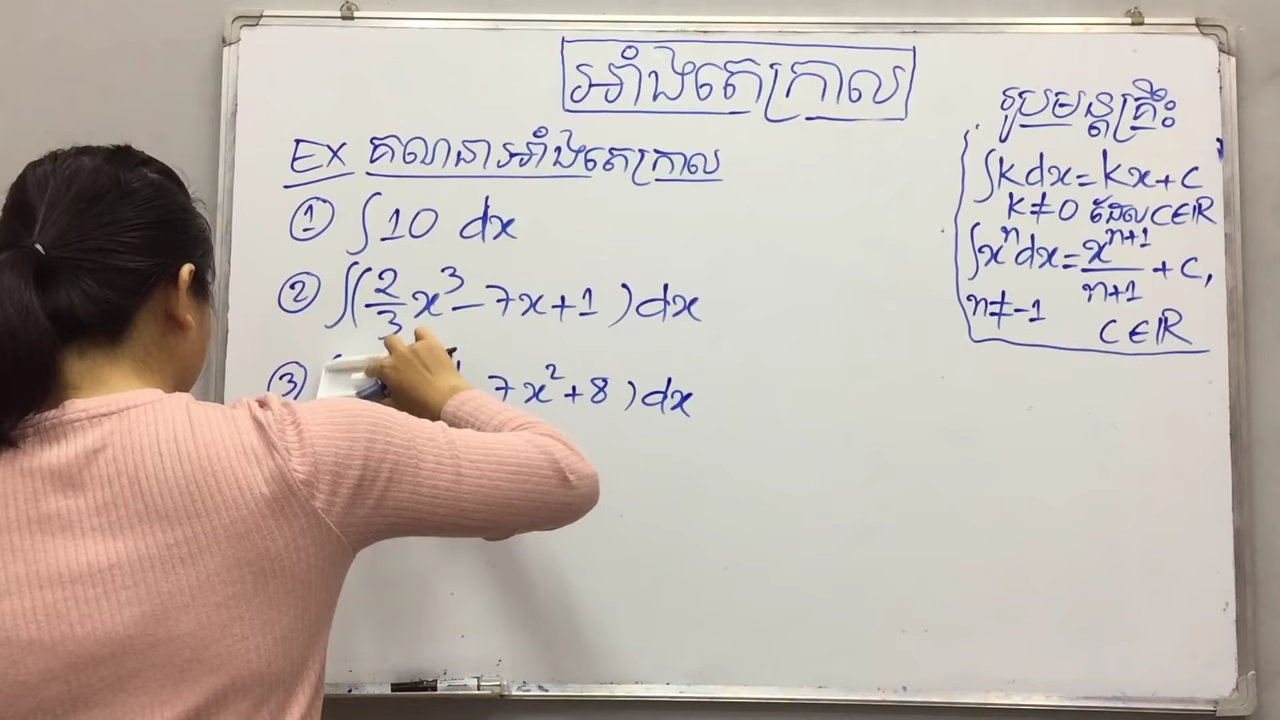 អាំងតេក្រាល
EX គណនាអាំងតេក្រាល
① ∫10 dx
② ∫(2/3 x³ - 7x + 1) dx
③ 7x² + 8) dx
រូបមន្តគ្រឹះ
∫k dx = kx + c
k ≠ 0 ដែល C ∈ ℝ
∫xⁿ dx = xⁿ⁺¹/n+1 + C,
n ≠ -1
C ∈ ℝ